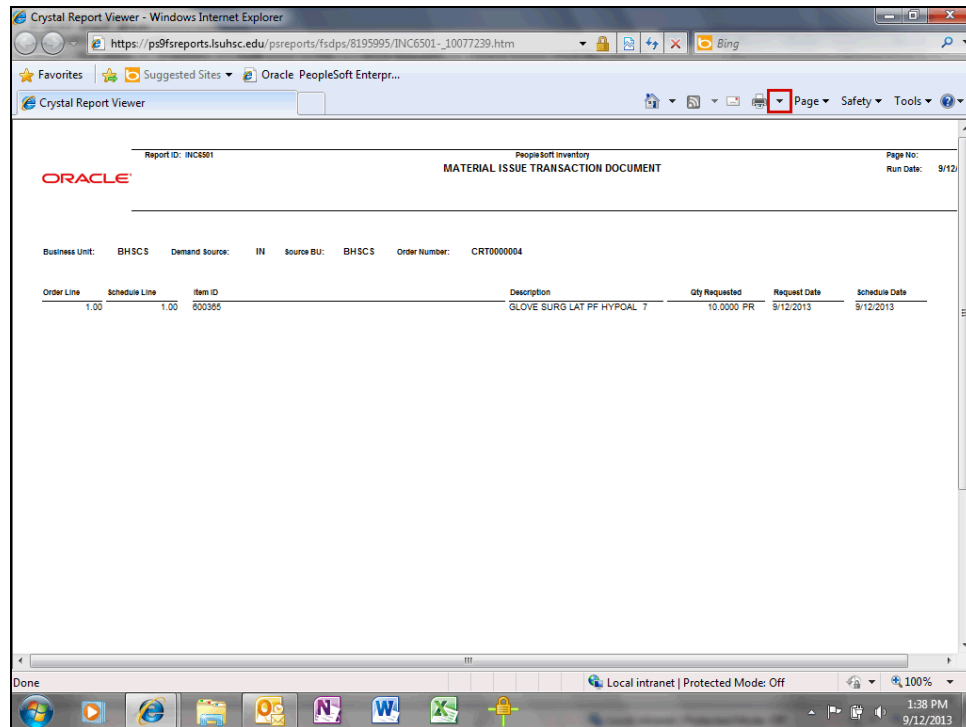 Crystal Report Viewer - Windows Internet Explorer
https://ps9fsreports.lsuhsc.edu/psreports/fsdps/8195995/INC6501-_10077239.htm
Bing
Favorites Suggested Sites Oracle PeopleSoft Enterpr...
Crystal Report Viewer Page Safety Tools
Report ID: INC6501 PeopleSoft Inventory Page No:
ORACLE MATERIAL ISSUE TRANSACTION DOCUMENT Run Date: 9/12/
Business Unit: BHSCS Demand Source: IN Source BU: BHSCS Order Number: CRT0000004
Order Line Schedule Line Item ID Description Qty Requested Request Date Schedule Date
1.00 1.00 600365 GLOVE SURG LAT PF HYPOAL 7 10.0000 PR 9/12/2013 9/12/2013
Done Local intranet | Protected Mode: Off 100%
1:38 PM
9/12/2013